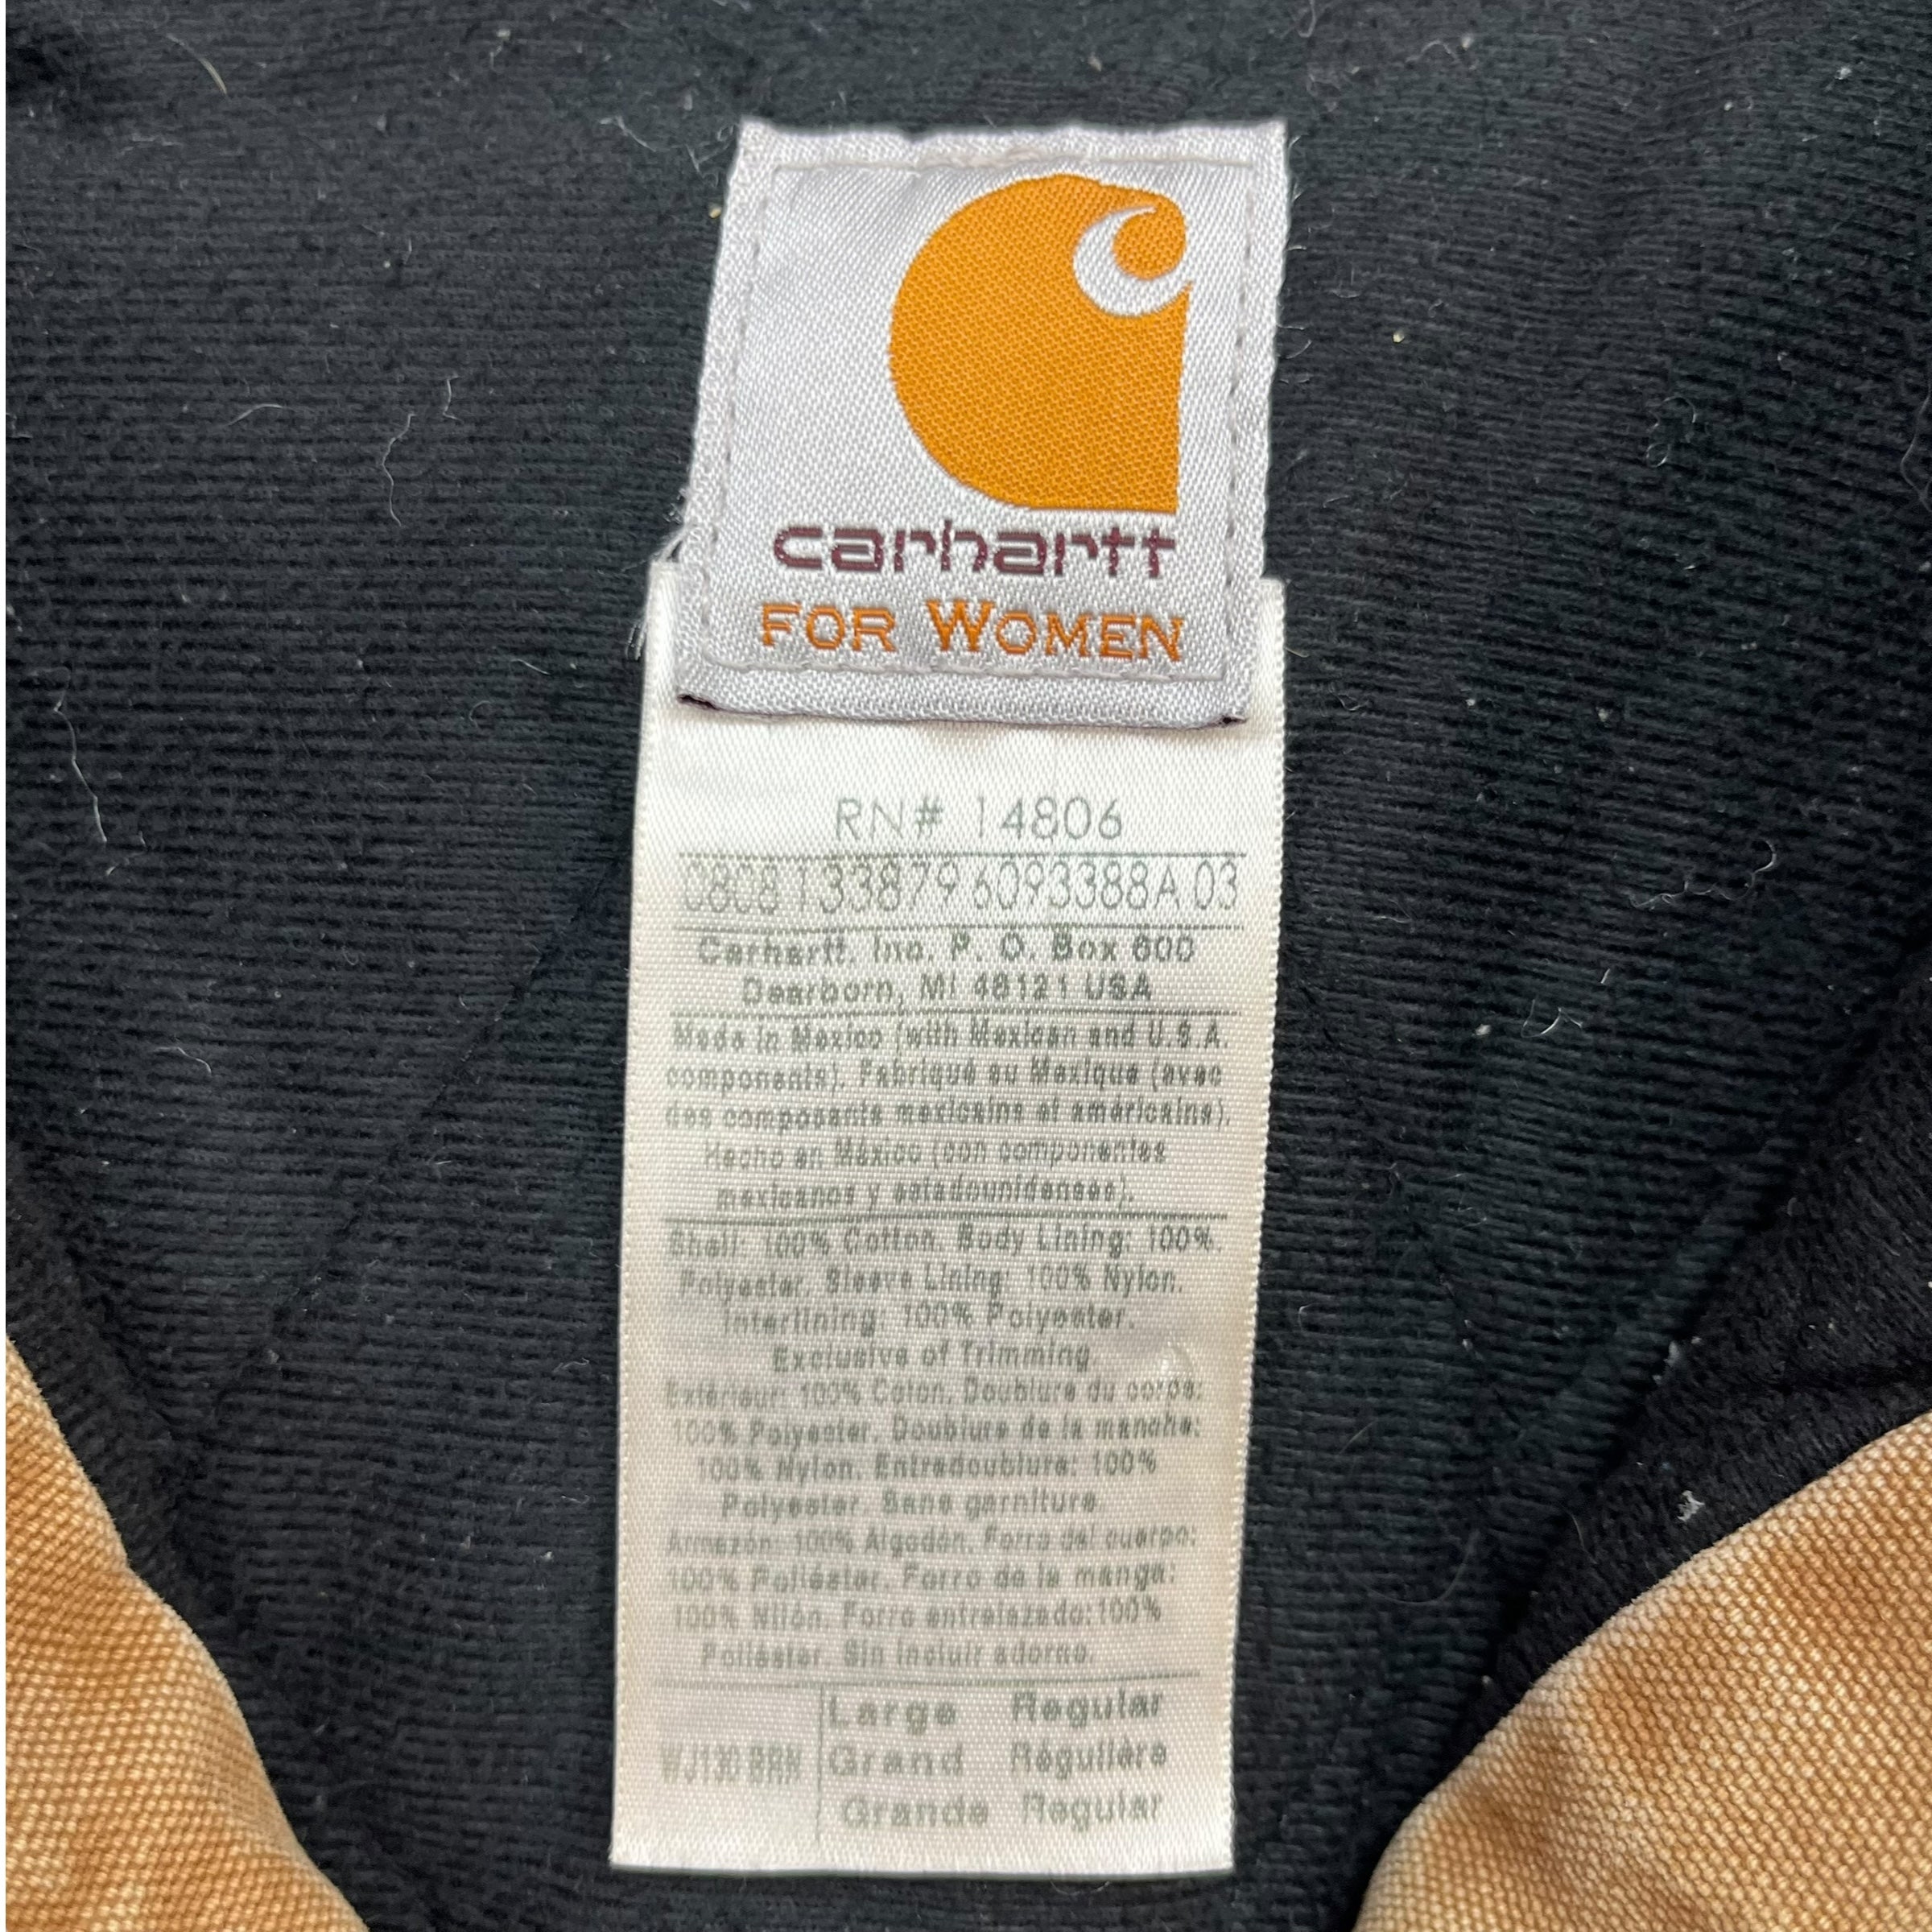 carhartt
FOR WOMEN
RN# 14806
0808 133879 6093388A 03
Carhartt, Inc. P. O. Box 600
Dearborn, MI 48121 USA
Made in Mexico (with Mexican and U.S.A.
components). Fabriqué au Mexique (avec
des composants mexicains et américains).
Hecho en México (con componentes
mexicanos y estadounidenses).
Shell: 100% Cotton. Body Lining: 100%.
Polyester. Sleeve Lining: 100% Nylon.
Interlining: 100% Polyester.
Exclusive of Trimming.
Extérieur: 100% Coton. Doublure du corps:
100% Polyester. Doublure de la manche:
100% Nylon. Entredoublure: 100%
Polyester. Sans garniture.
Armazón: 100% Algodón. Forro del cuerpo:
100% Poliéster. Forro de la manga:
100% Nilón. Forro entrelazado:100%
Poliéster. Sin incluir adorno.
Large Regular
WJ130 BRN Grand Régulière
Grande Regular